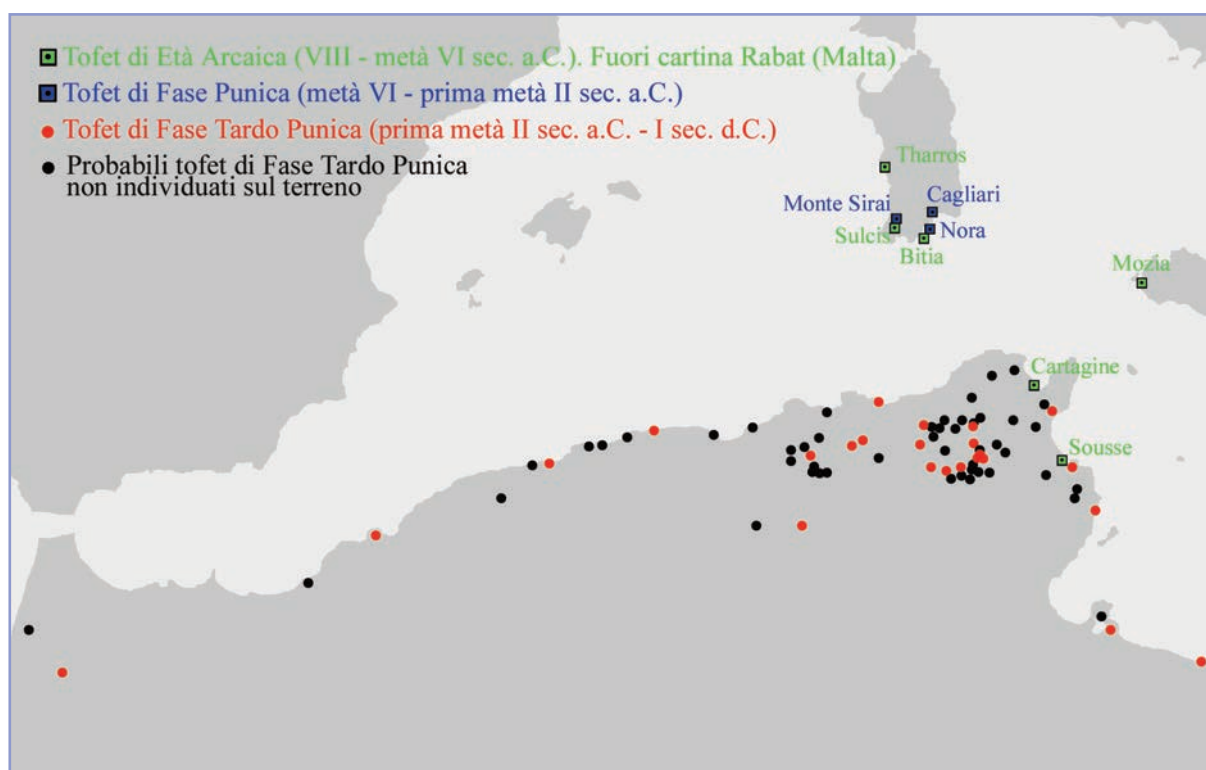 Tofet di Età Arcaica (VIII - metà VI sec. a.C.). Fuori cartina Rabat (Malta)
Tofet di Fase Punica (metà VI - prima metà II sec. a.C.)
Tofet di Fase Tardo Punica (prima metà II sec. a.C. - I sec. d.C.)
Probabili tofet di Fase Tardo Punica
non individuati sul terreno
Tharros
Cagliari
Monte Sirai
Sulcis
Nora
Bitia
Mozia
Cartagine
Sousse